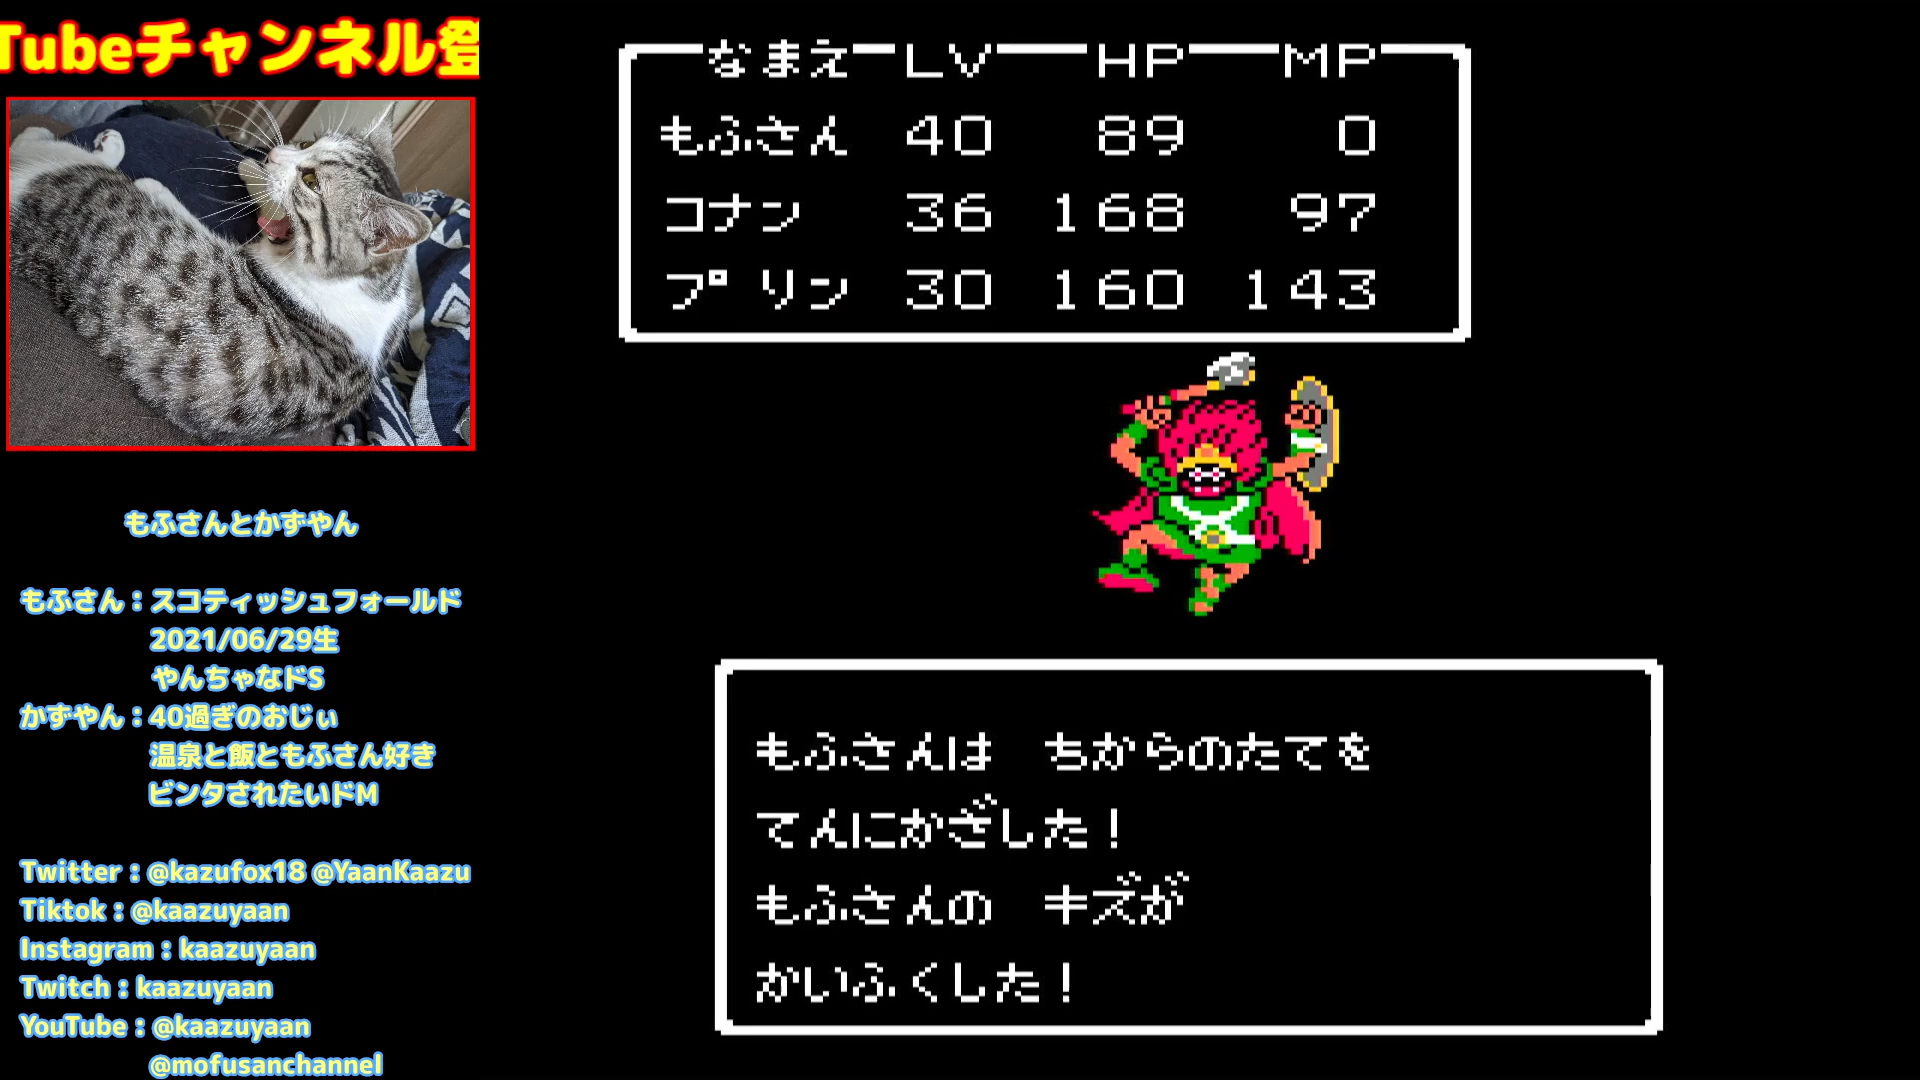 Tubeチャンネル登
もふさんとかずやん
もふさん：スコティッシュフォールド
2021/06/29生
やんちゃなドS
かずやん：40過ぎのおじぃ
温泉と飯ともふさん好き
ビンタされたいドM
Twitter：@kazufox18 @YaanKaazu
Tiktok：@kaazuyaan
Instagram：kaazuyaan
Twitch：kaazuyaan
YouTube：@kaazuyaan
@mofusanchannel
なまえ LV HP MP
もふさん 40 89 0
コナン 36 168 97
プリン 30 160 143
もふさんは　ちからのたてを
てんにかざした！
もふさんの　キズが
かいふくした！